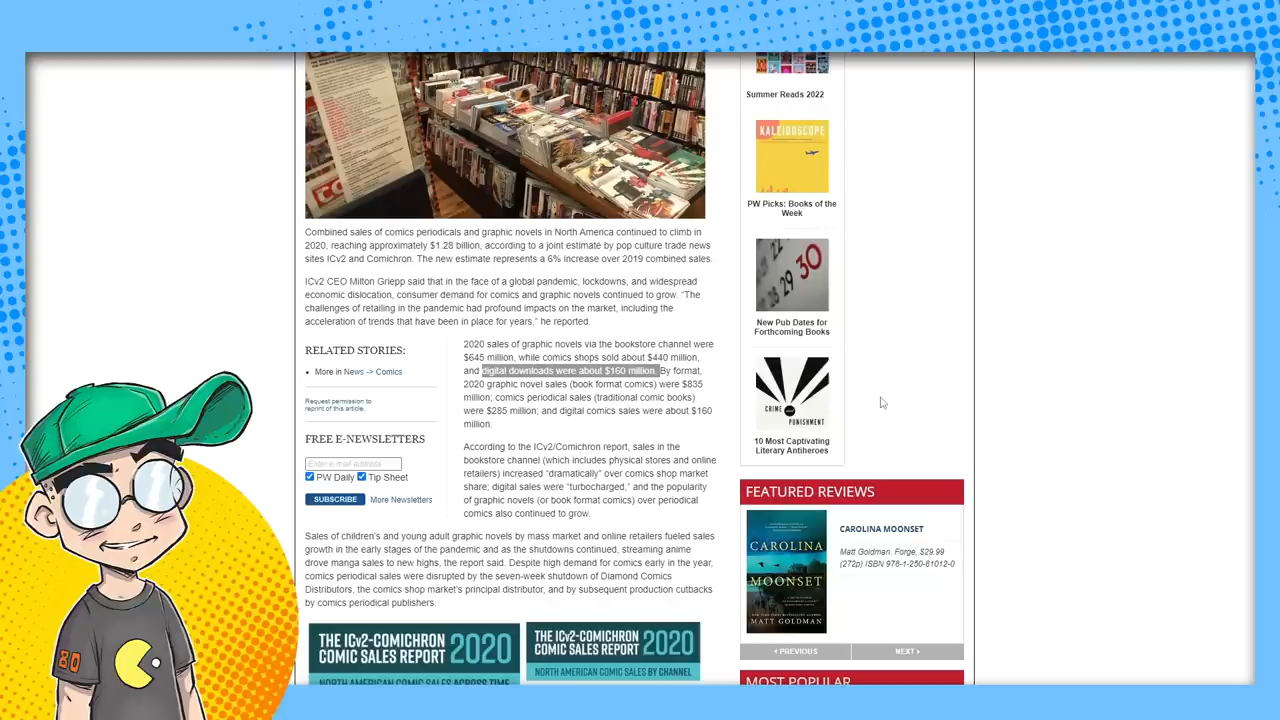 Combined sales of comics periodicals and graphic novels in North America continued to climb in
2020, reaching approximately $1.28 billion, according to a joint estimate by pop culture trade news
sites ICv2 and Comichron. The new estimate represents a 6% increase over 2019 combined sales.
ICv2 CEO Milton Griepp said that in the face of a global pandemic, lockdowns, and widespread
economic dislocation, consumer demand for comics and graphic novels continued to grow. “The
challenges of retailing in the pandemic had profound impacts on the market, including the
acceleration of trends that have been in place for years,” he reported.
RELATED STORIES:
More in News -> Comics
Request permission to
reprint of this article.
FREE E-NEWSLETTERS
Enter e-mail address
PW Daily Tip Sheet
SUBSCRIBE More Newsletters
2020 sales of graphic novels via the bookstore channel were
$645 million, while comics shops sold about $440 million,
and digital downloads were about $160 million. By format,
2020 graphic novel sales (book format comics) were $835
million; comics periodical sales (traditional comic books)
were $285 million; and digital comics sales were about $160
million.
According to the ICv2/Comichron report, sales in the
bookstore channel (which includes physical stores and online
retailers) increased “dramatically” over comics shop market
share; digital sales were “turbocharged,” and the popularity
of graphic novels (or book format comics) over periodical
comics also continued to grow.
Sales of children's and young adult graphic novels by mass market and online retailers fueled sales
growth in the early stages of the pandemic and as the shutdowns continued, streaming anime
drove manga sales to new highs, the report said. Despite high demand for comics early in the year,
comics periodical sales were disrupted by the seven-week shutdown of Diamond Comics
Distributors, the comics shop market's principal distributor, and by subsequent production cutbacks
by comics periodical publishers.
THE ICv2-COMICHRON
COMIC SALES REPORT 2020
NORTH AMERICAN COMIC SALES ACROSS TIME
THE ICv2-COMICHRON
COMIC SALES REPORT 2020
NORTH AMERICAN COMIC SALES BY CHANNEL
Summer Reads 2022
KALEIDOSCOPE
PW Picks: Books of the
Week
22
29
30
New Pub Dates for
Forthcoming Books
CRIME and
PUNISHMENT
10 Most Captivating
Literary Antiheroes
FEATURED REVIEWS
CAROLINA
MOONSET
MATT GOLDMAN
CAROLINA MOONSET
Matt Goldman. Forge, $29.99
(272p) ISBN 978-1-250-81012-0
PREVIOUS NEXT
MOST POPULAR
80